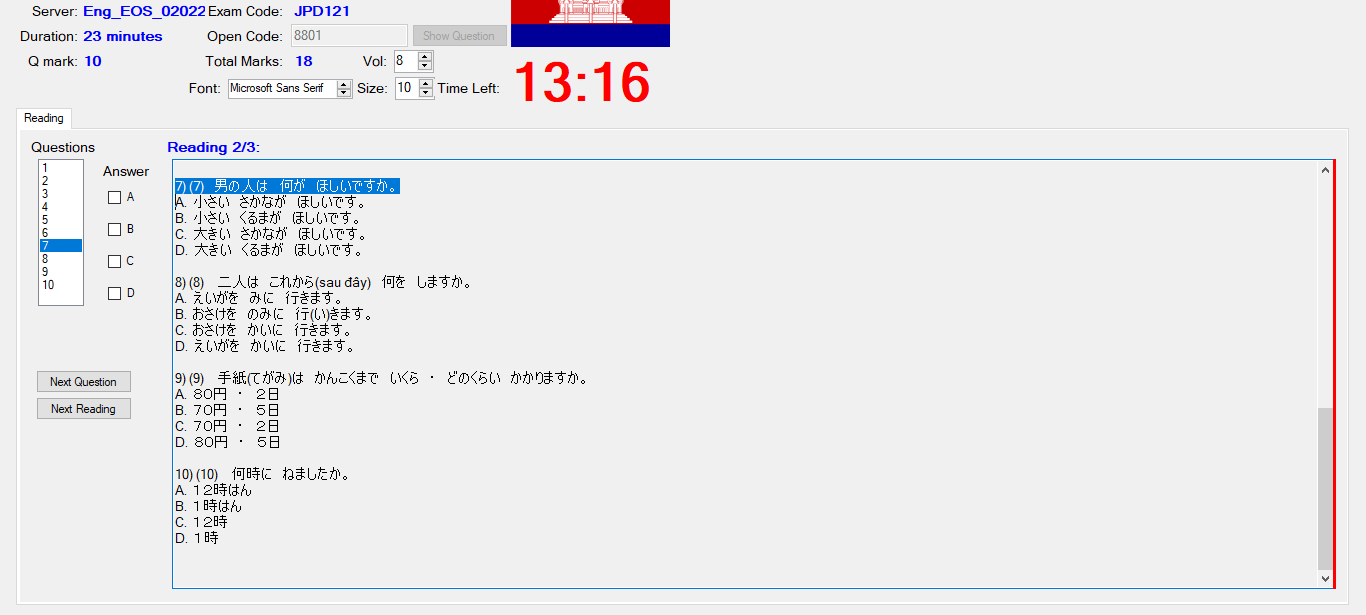 Server: Eng_EOS_02022 Exam Code: JPD121
Duration: 23 minutes Open Code: 8801 Show Question
Q mark: 10 Total Marks: 18 Vol: 8
Font: Microsoft Sans Serif Size: 10 Time Left: 13:16
Reading
Questions
Answer
1
2
3
4
5
6
7
8
9
10
A
B
C
D
Next Question
Next Reading
Reading 2/3:
7) (7)　男の人は　何が　ほしいですか。
A. 小さい　さかなが　ほしいです。
B. 小さい　くるまが　ほしいです。
C. 大きい　さかなが　ほしいです。
D. 大きい　くるまが　ほしいです。
8) (8)　二人は　これから(sau đây)　何を　しますか。
A. えいがを　みに　行きます。
B. おさけを　のみに　行(い)きます。
C. おさけを　かいに　行きます。
D. えいがを　かいに　行きます。
9) (9)　手紙(てがみ)は　かんこくまで　いくら　・　どのくらい　かかりますか。
A. ８０円　・　２日
B. ７０円　・　５日
C. ７０円　・　２日
D. ８０円　・　５日
10) (10)　何時に　ねましたか。
A. １２時はん
B. １時はん
C. １２時
D. １時